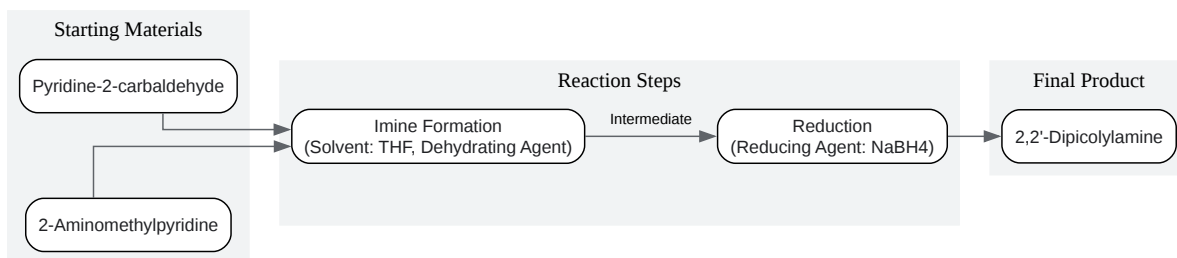 Starting Materials
Pyridine-2-carbaldehyde
2-Aminomethylpyridine
Reaction Steps
Imine Formation
(Solvent: THF, Dehydrating Agent)
Intermediate
Reduction
(Reducing Agent: NaBH4)
Final Product
2,2'-Dipicolylamine